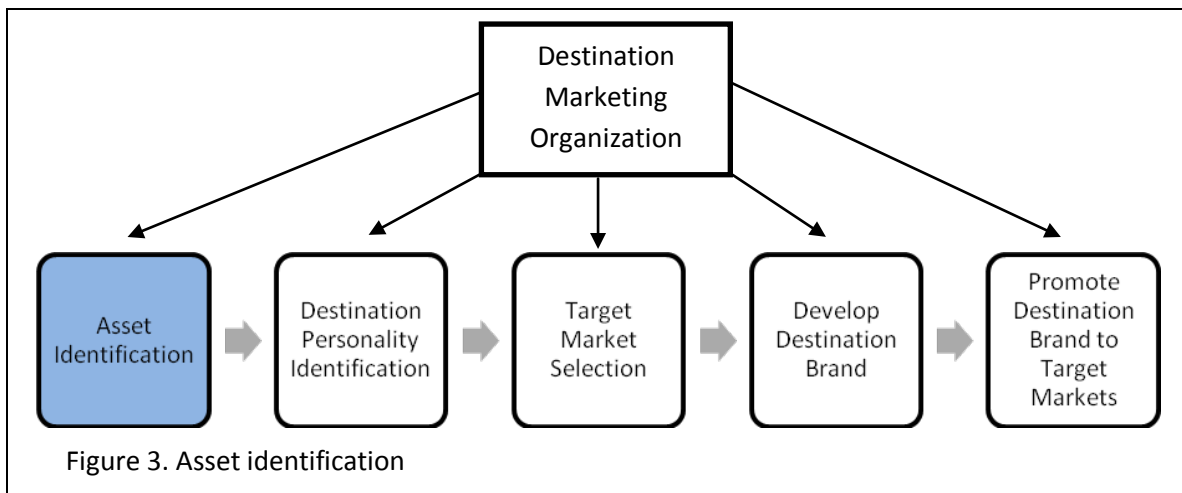 Destination
Marketing
Organization
Asset
Identification
Destination
Personality
Identification
Target
Market
Selection
Develop
Destination
Brand
Promote
Destination
Brand to
Target
Markets
Figure 3. Asset identification